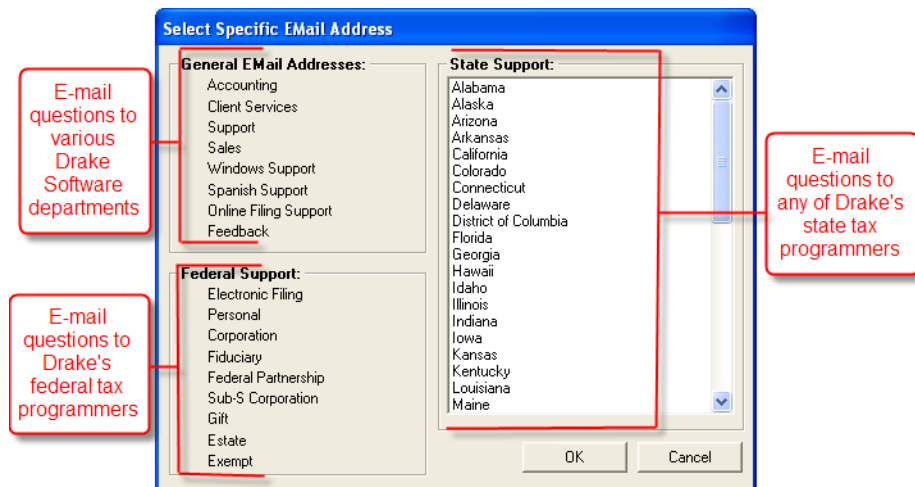 Select Specific EMail Address
E-mail
questions to
various
Drake
Software
departments
General EMail Addresses:
Accounting
Client Services
Support
Sales
Windows Support
Spanish Support
Online Filing Support
Feedback
E-mail
questions to
Drake's
federal tax
programmers
Federal Support:
Electronic Filing
Personal
Corporation
Fiduciary
Federal Partnership
Sub-S Corporation
Gift
Estate
Exempt
State Support:
Alabama
Alaska
Arizona
Arkansas
California
Colorado
Connecticut
Delaware
District of Columbia
Florida
Georgia
Hawaii
Idaho
Illinois
Indiana
Iowa
Kansas
Kentucky
Louisiana
Maine
E-mail
questions to
any of Drake's
state tax
programmers
OK
Cancel